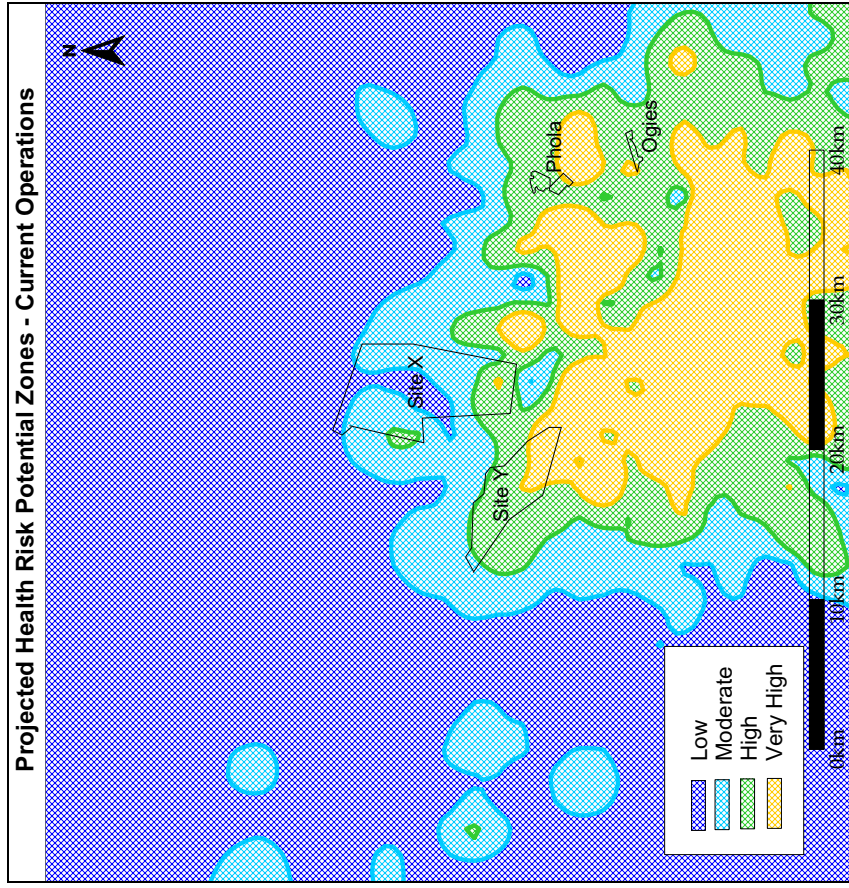 Projected Health Risk Potential Zones - Current Operations
N
Site X
Site Y
Phola
Ogies
Low
Moderate
High
Very High
0km
10km
20km
30km
40km